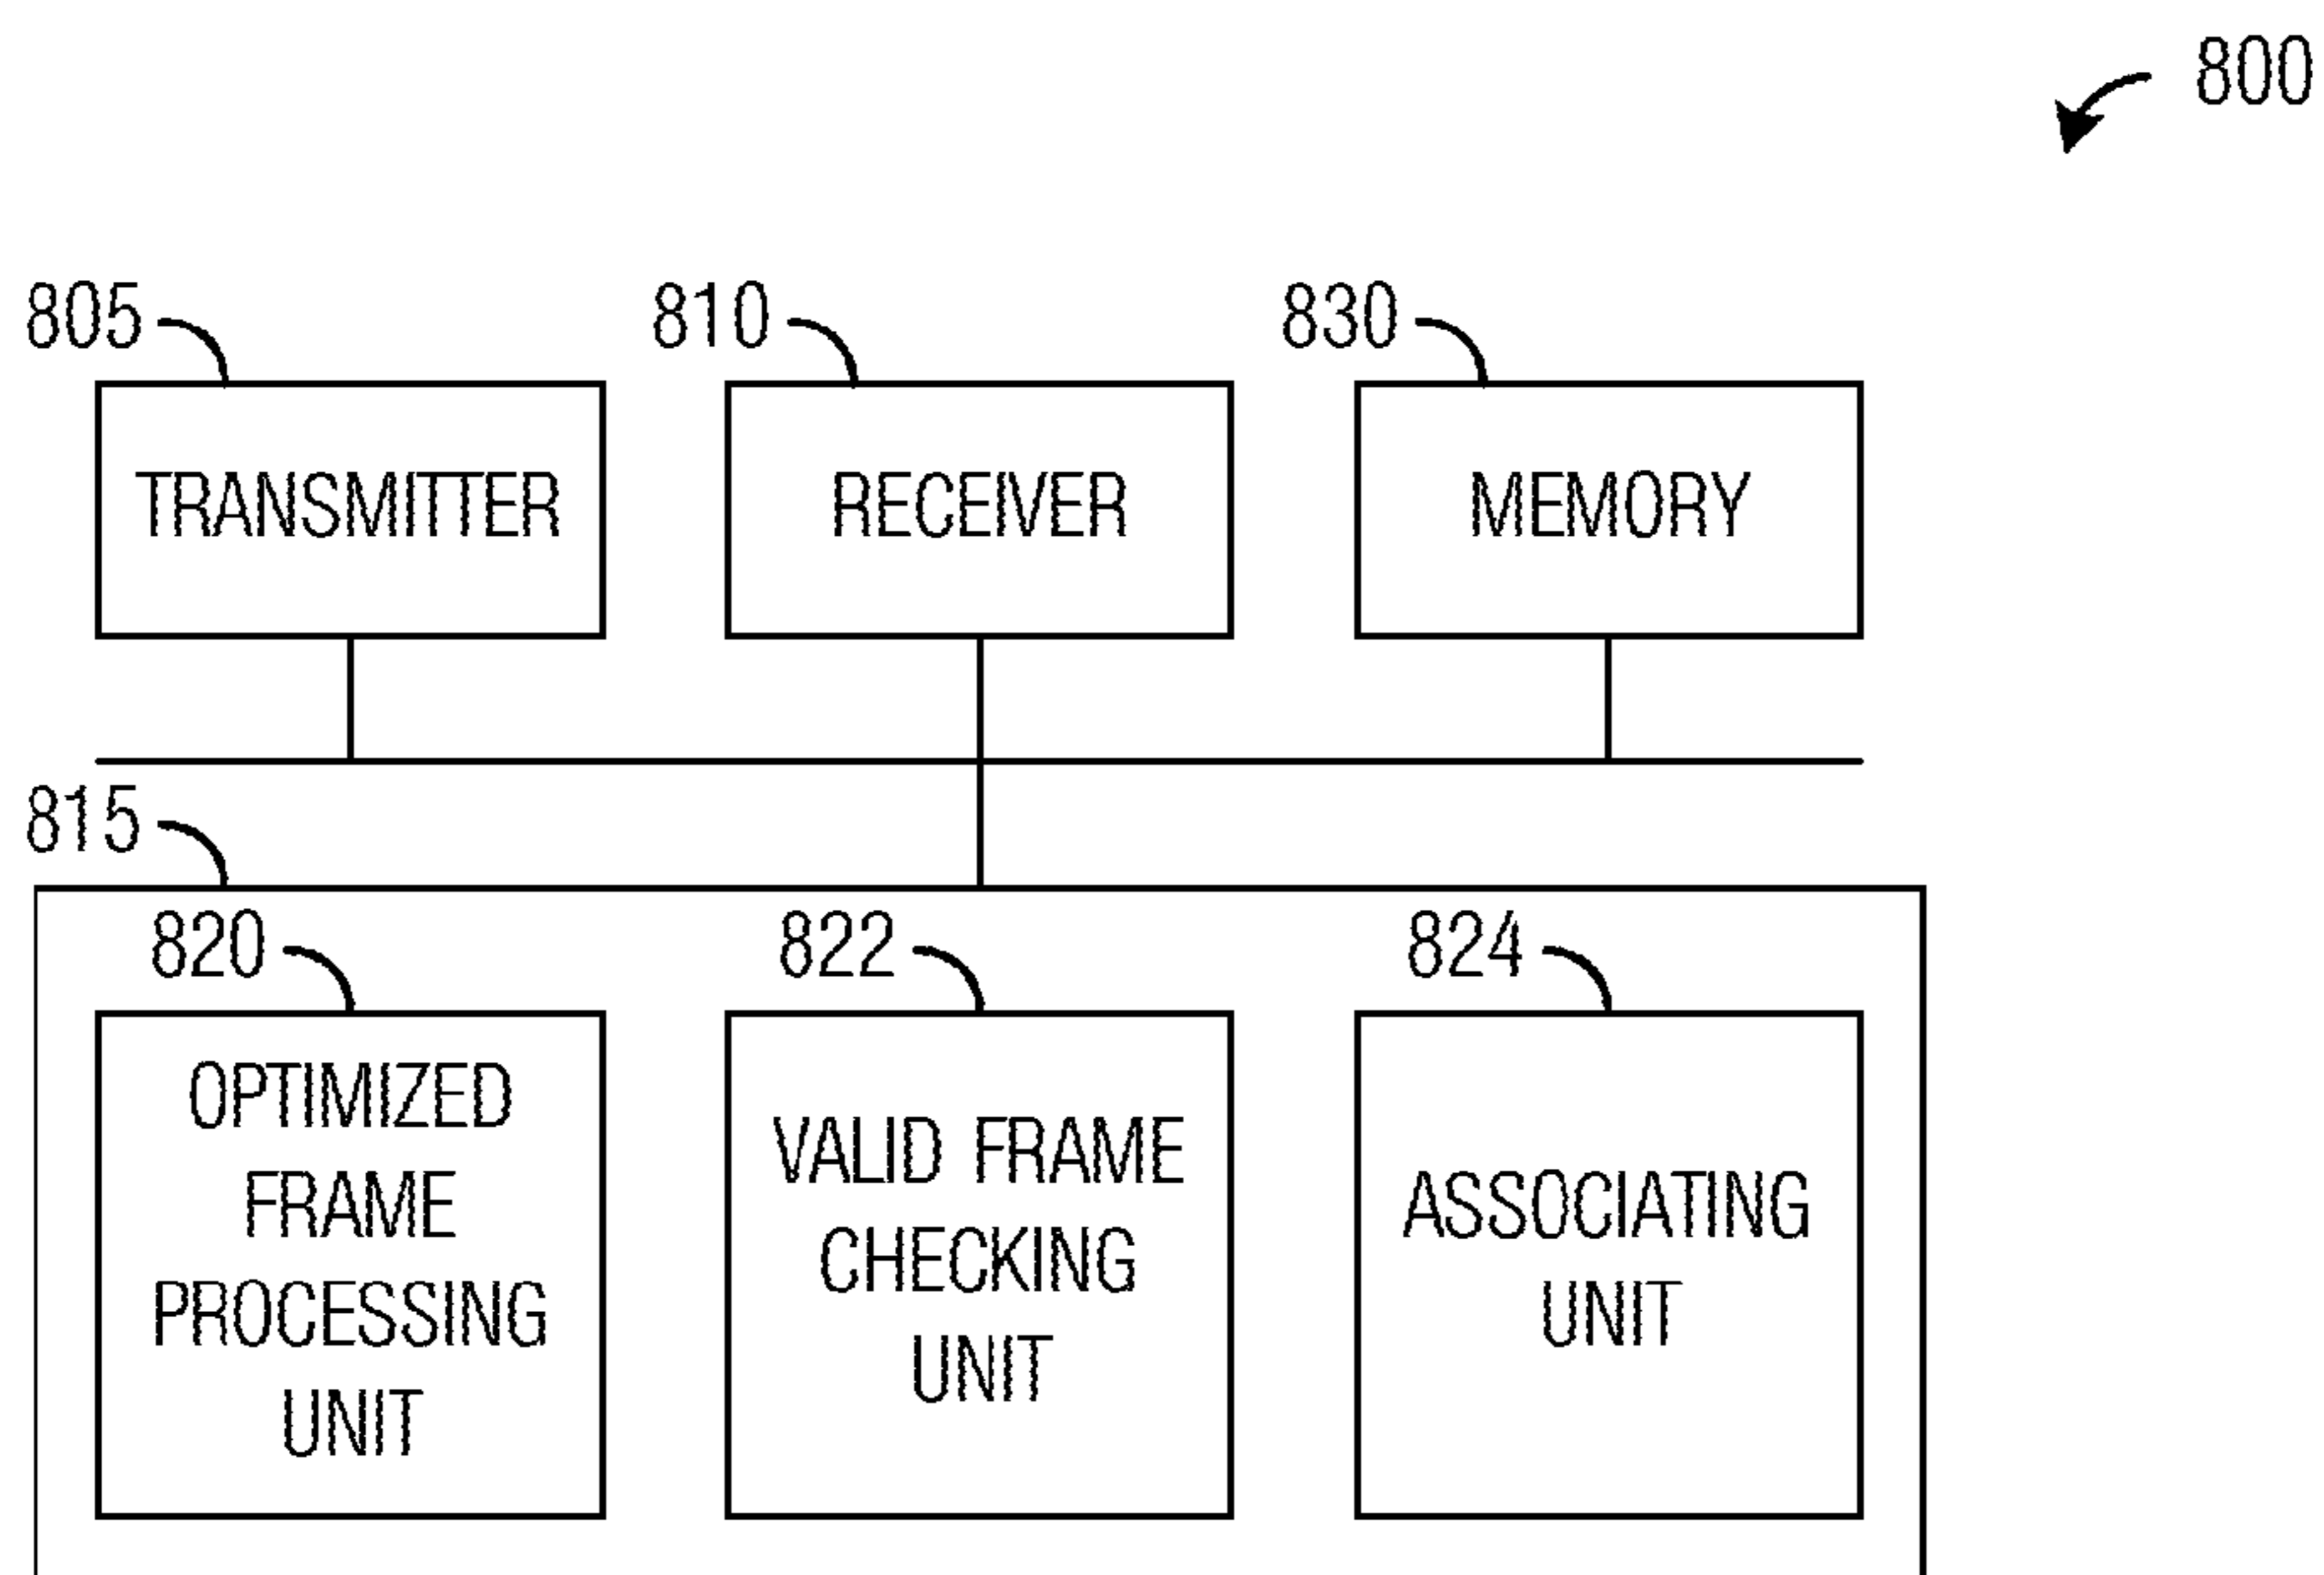 800
805
810
830
TRANSMITTER
RECEIVER
MEMORY
815
820
822
824
OPTIMIZED
FRAME
PROCESSING
UNIT
VALID FRAME
CHECKING
UNIT
ASSOCIATING
UNIT